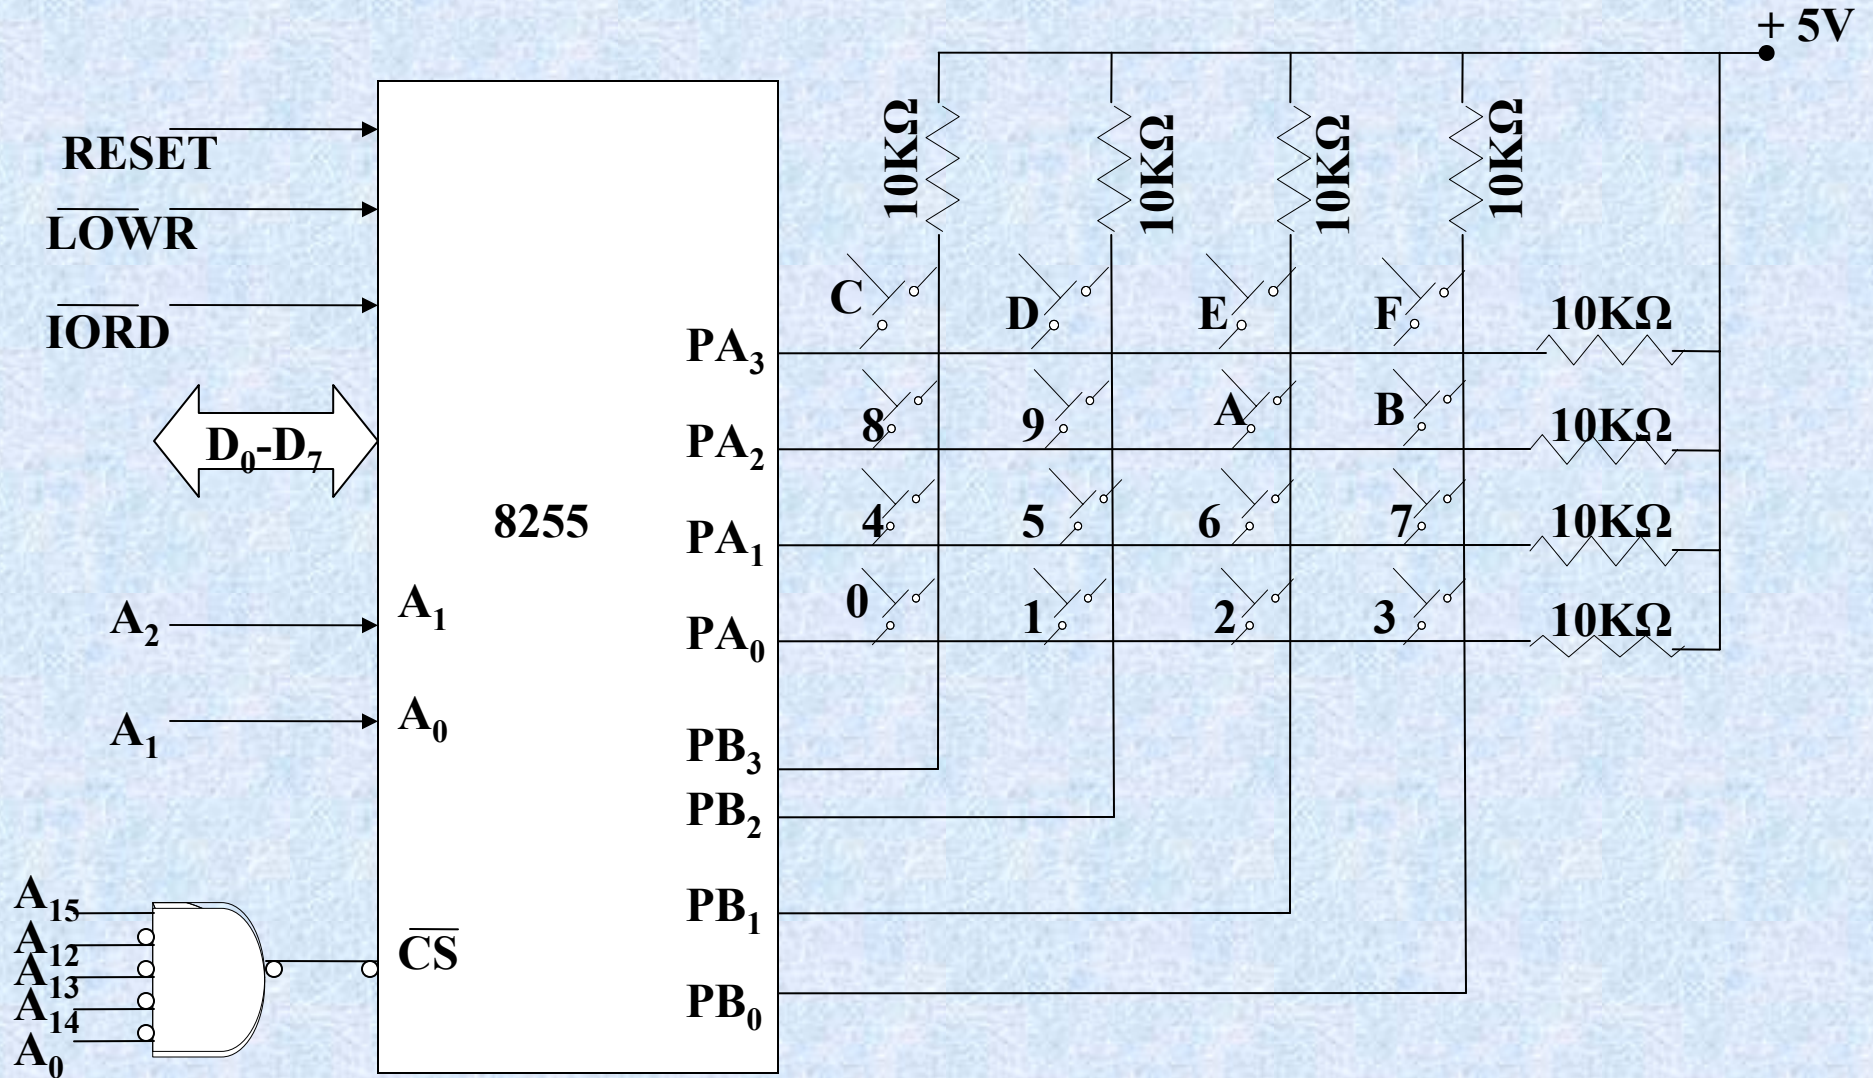 + 5V
10KΩ 10KΩ 10KΩ 10KΩ
RESET
LOWR
IORD
D0-D7
8255
A2
A1
A1
A0
A15
A12
A13
A14
A0
CS
PA3
PA2
PA1
PA0
PB3
PB2
PB1
PB0
C D E F 10KΩ
8 9 A B 10KΩ
4 5 6 7 10KΩ
0 1 2 3 10KΩ